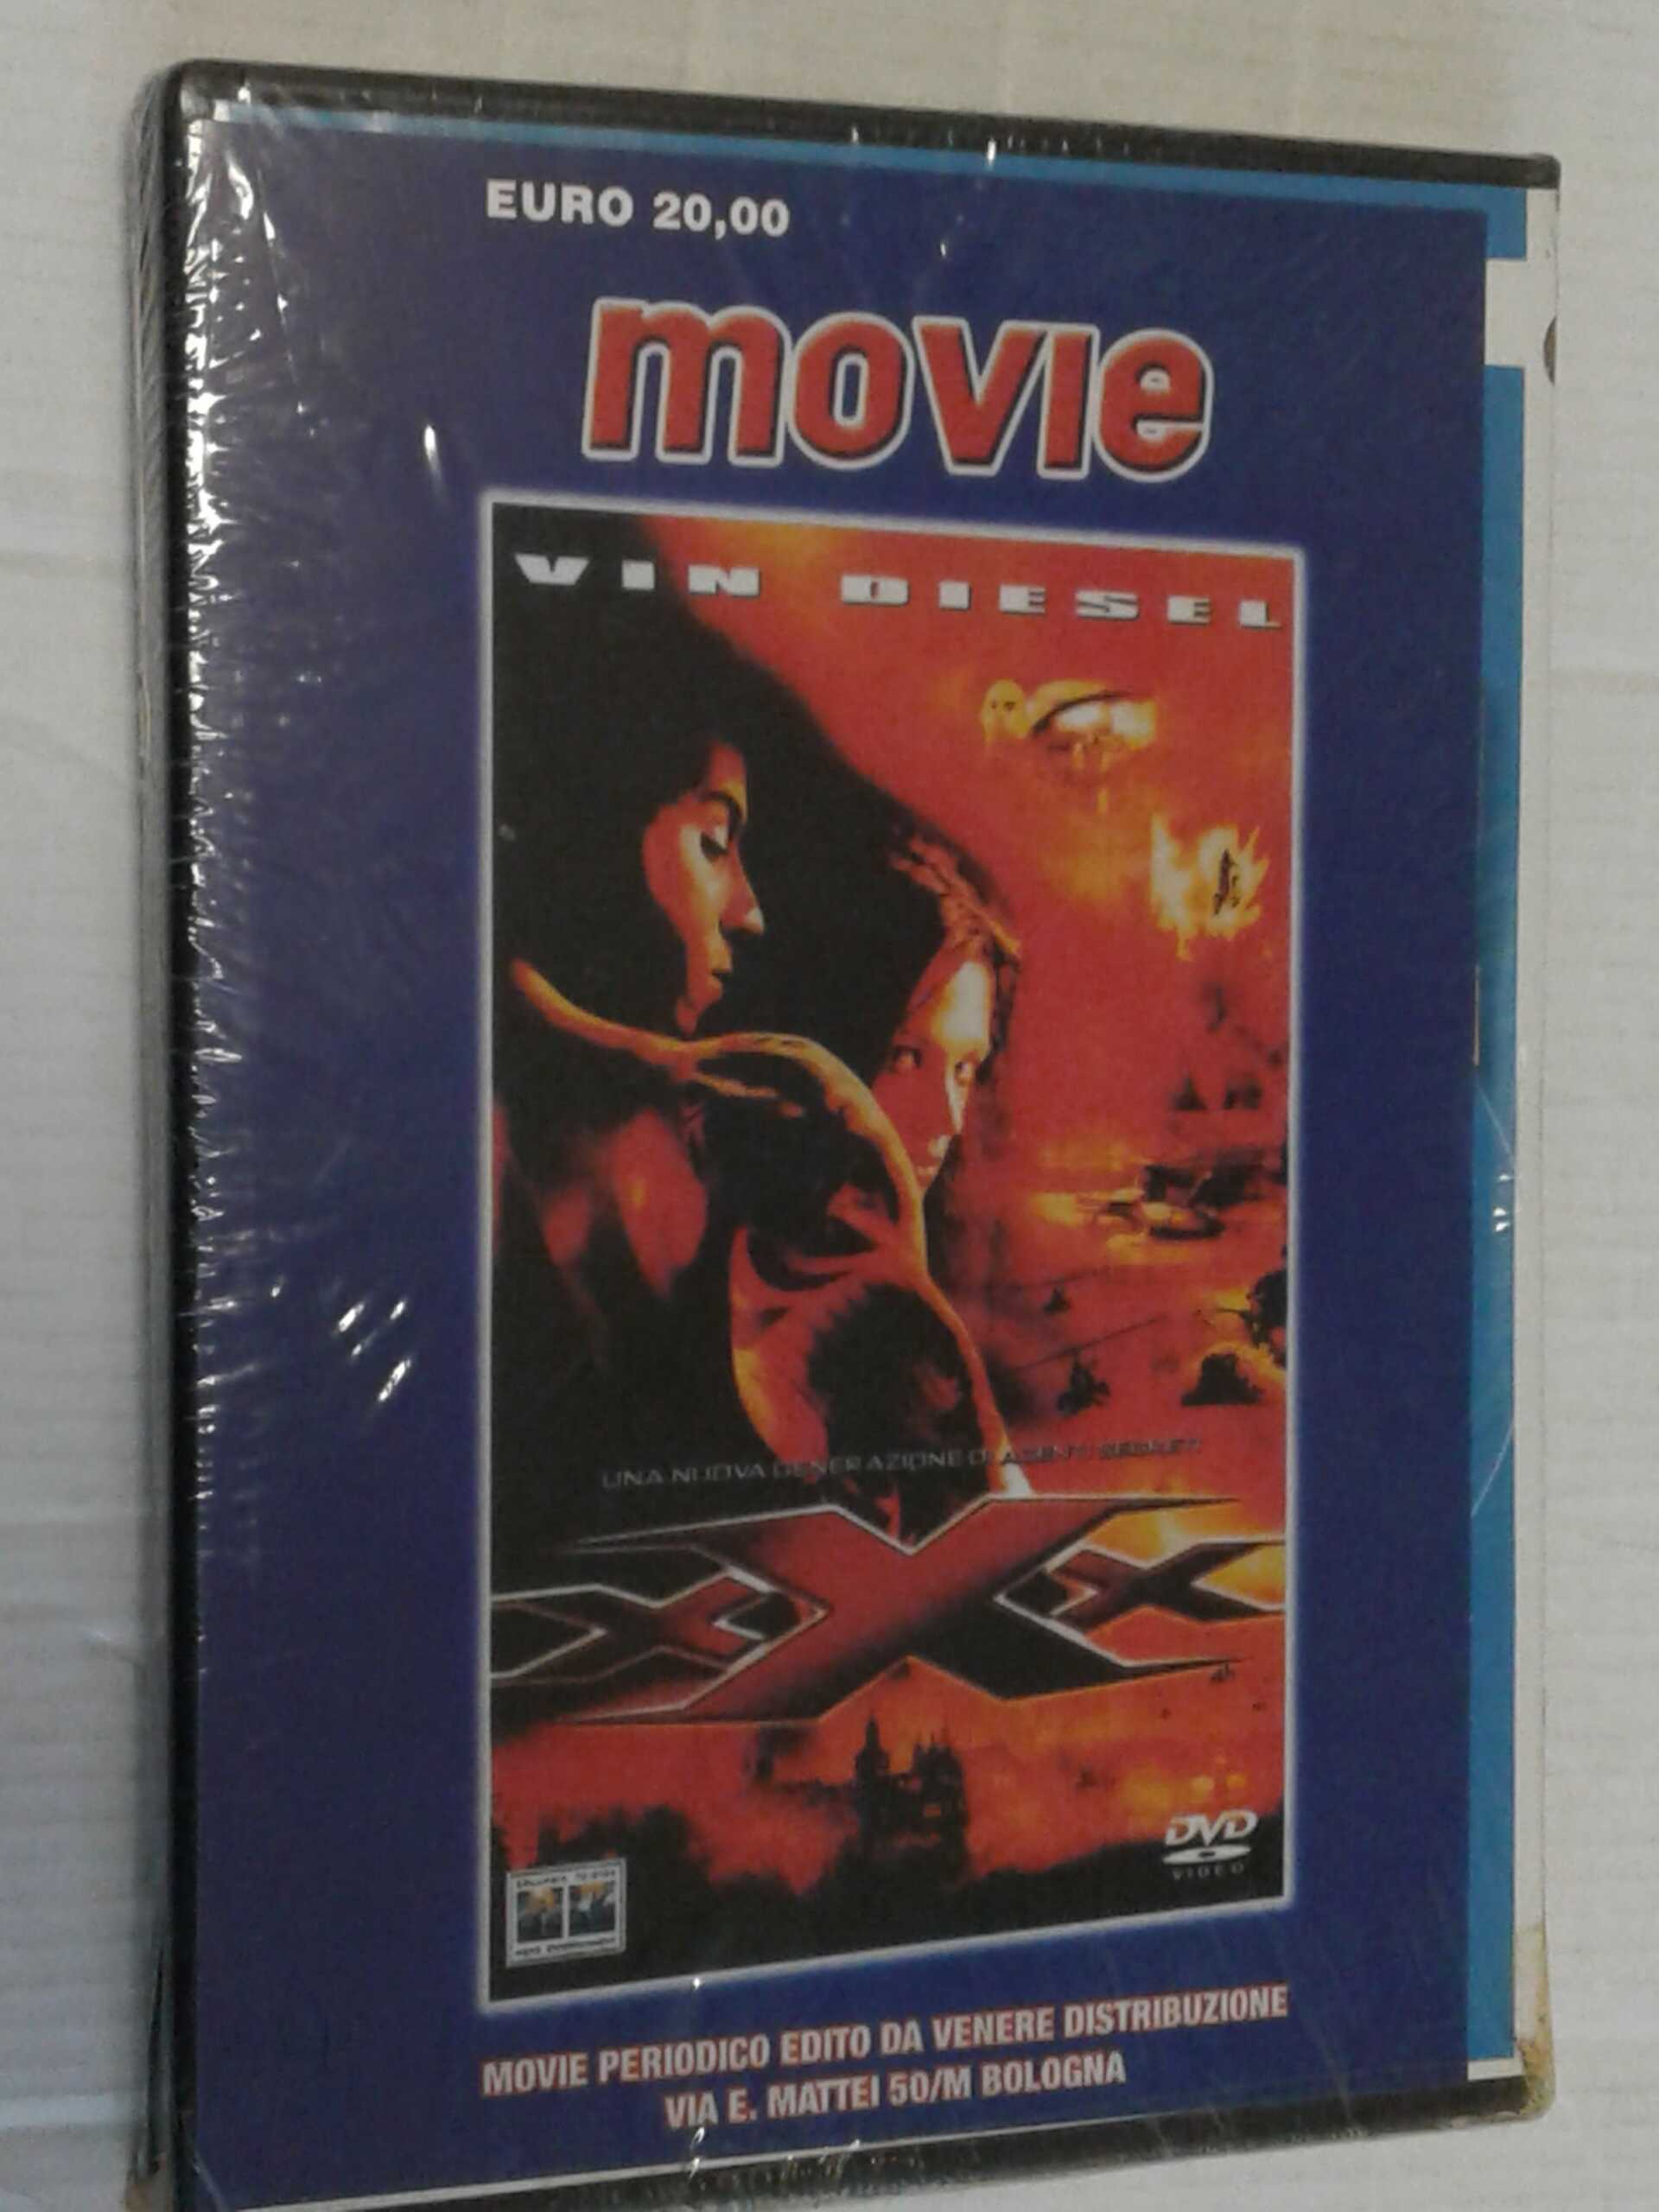 EURO 20,00
movie
VIN DIESEL
UNA NUOVA GENERAZIONE DI AGENTI SEGRETI
xXx
DVD
VIDEO
MOVIE PERIODICO EDITO DA VENERE DISTRIBUZIONE
VIA E. MATTEI 50/M BOLOGNA